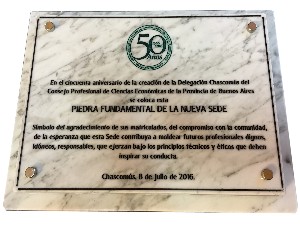 50
Años
En el cincuenta aniversario de la creación de la Delegación Chascomús del
Consejo Profesional de Ciencias Económicas de la Provincia de Buenos Aires
se coloca esta
PIEDRA FUNDAMENTAL DE LA NUEVA SEDE
Símbolo del agradecimiento de sus matriculados, del compromiso con la comunidad,
de la esperanza que esta Sede contribuya a moldear futuros profesionales dignos,
idóneos, responsables, que ejerzan bajo los principios técnicos y éticos que deben
inspirar su conducta.
Chascomús, 8 de Julio de 2016.